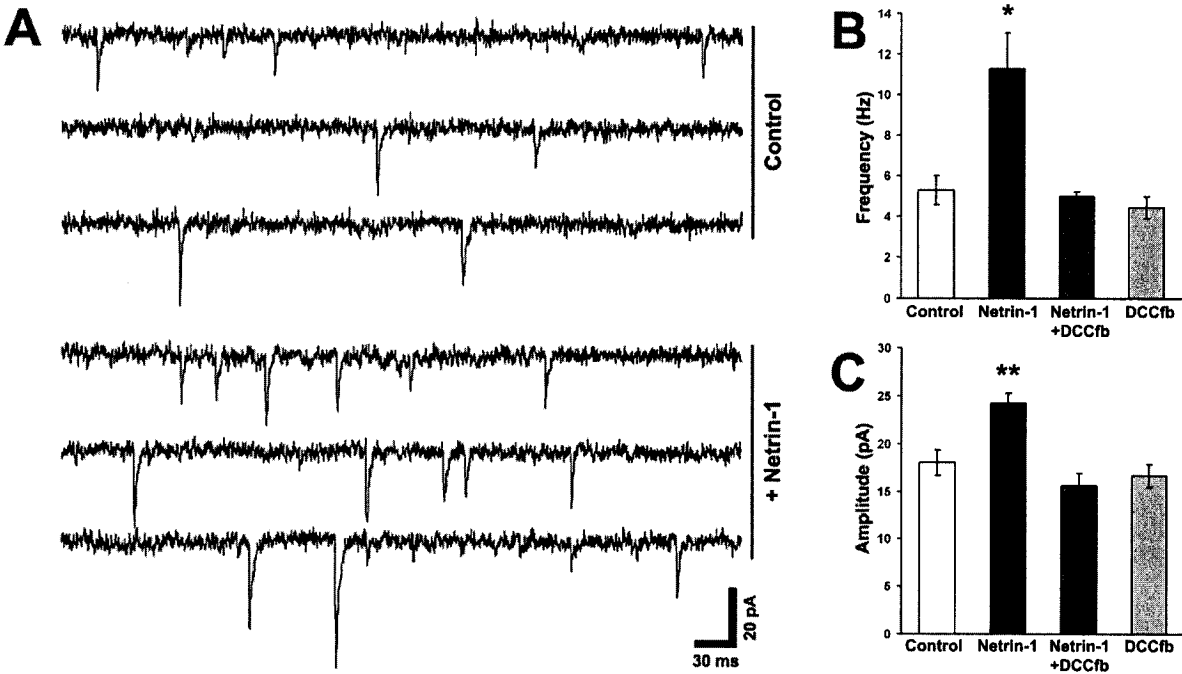 A
Control
+ Netrin-1
20 pA
30 ms
B
Frequency (Hz)
14
12
10
8
6
4
2
0
*
Control
Netrin-1
Netrin-1
+DCCfb
DCCfb
C
Amplitude (pA)
30
25
20
15
10
5
0
**
Control
Netrin-1
Netrin-1
+DCCfb
DCCfb